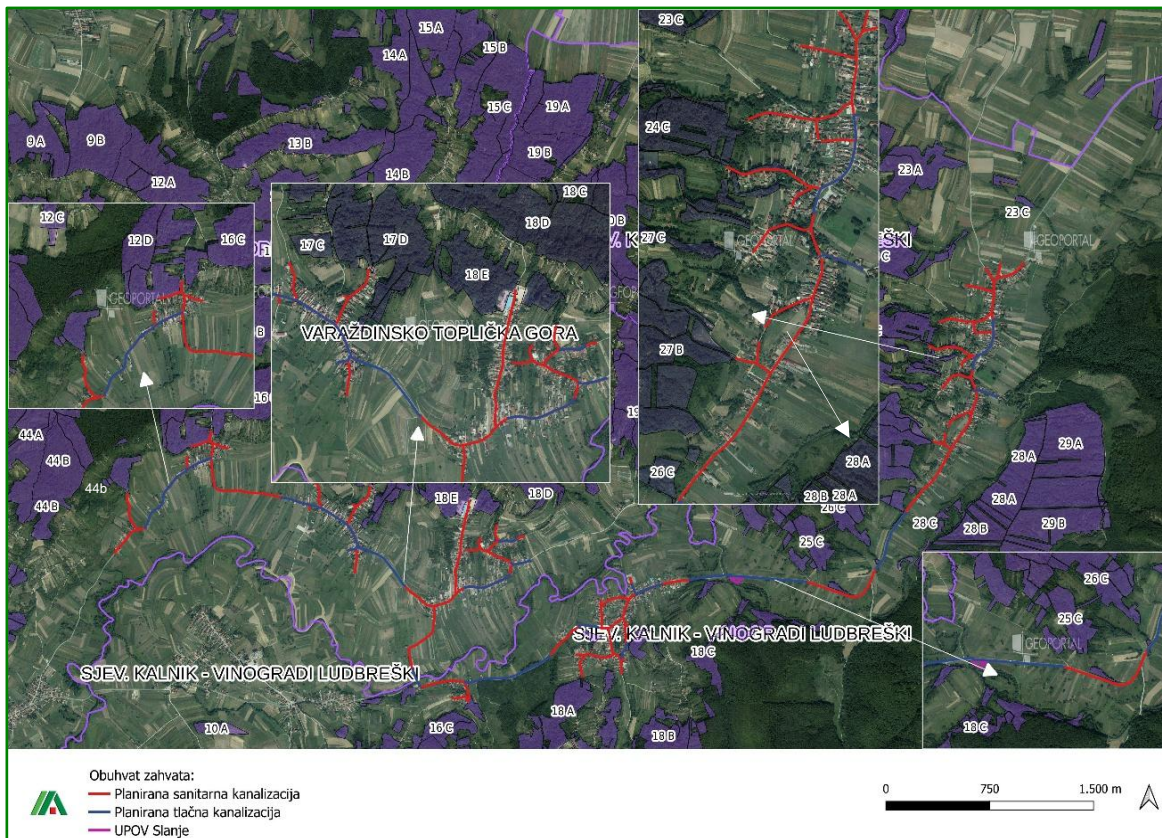 23 C
15 A
15 B
14 A
15 C
19 A
9 A
9 B
13 B
19 B
24 C
12 A
14 B
23 A
18 C
12 C
12 D
16 C
17 C
17 D
18 D
23 C
27 C
GEOPORTAL
GEOPORTAL
18 E
GEOPORTAL
VARAŽDINSKO TOPLIČKA GORA
27 B
44 A
44 B
44b
44 B
26 C
28 A
28 A
29 A
28 A
28 B
28 A
18 E
18 D
26 C
28 C
28 B
29 B
25 C
26 C
25 C
GEOPORTAL
SJEV. KALNIK - VINOGRADI LUDBREŠKI
SJEV. KALNIK - VINOGRADI LUDBREŠKI
18 C
10 A
16 C
18 A
18 B
18 C
Obuhvat zahvata:
Planirana sanitarna kanalizacija
Planirana tlačna kanalizacija
UPOV Slanje
0 750 1.500 m